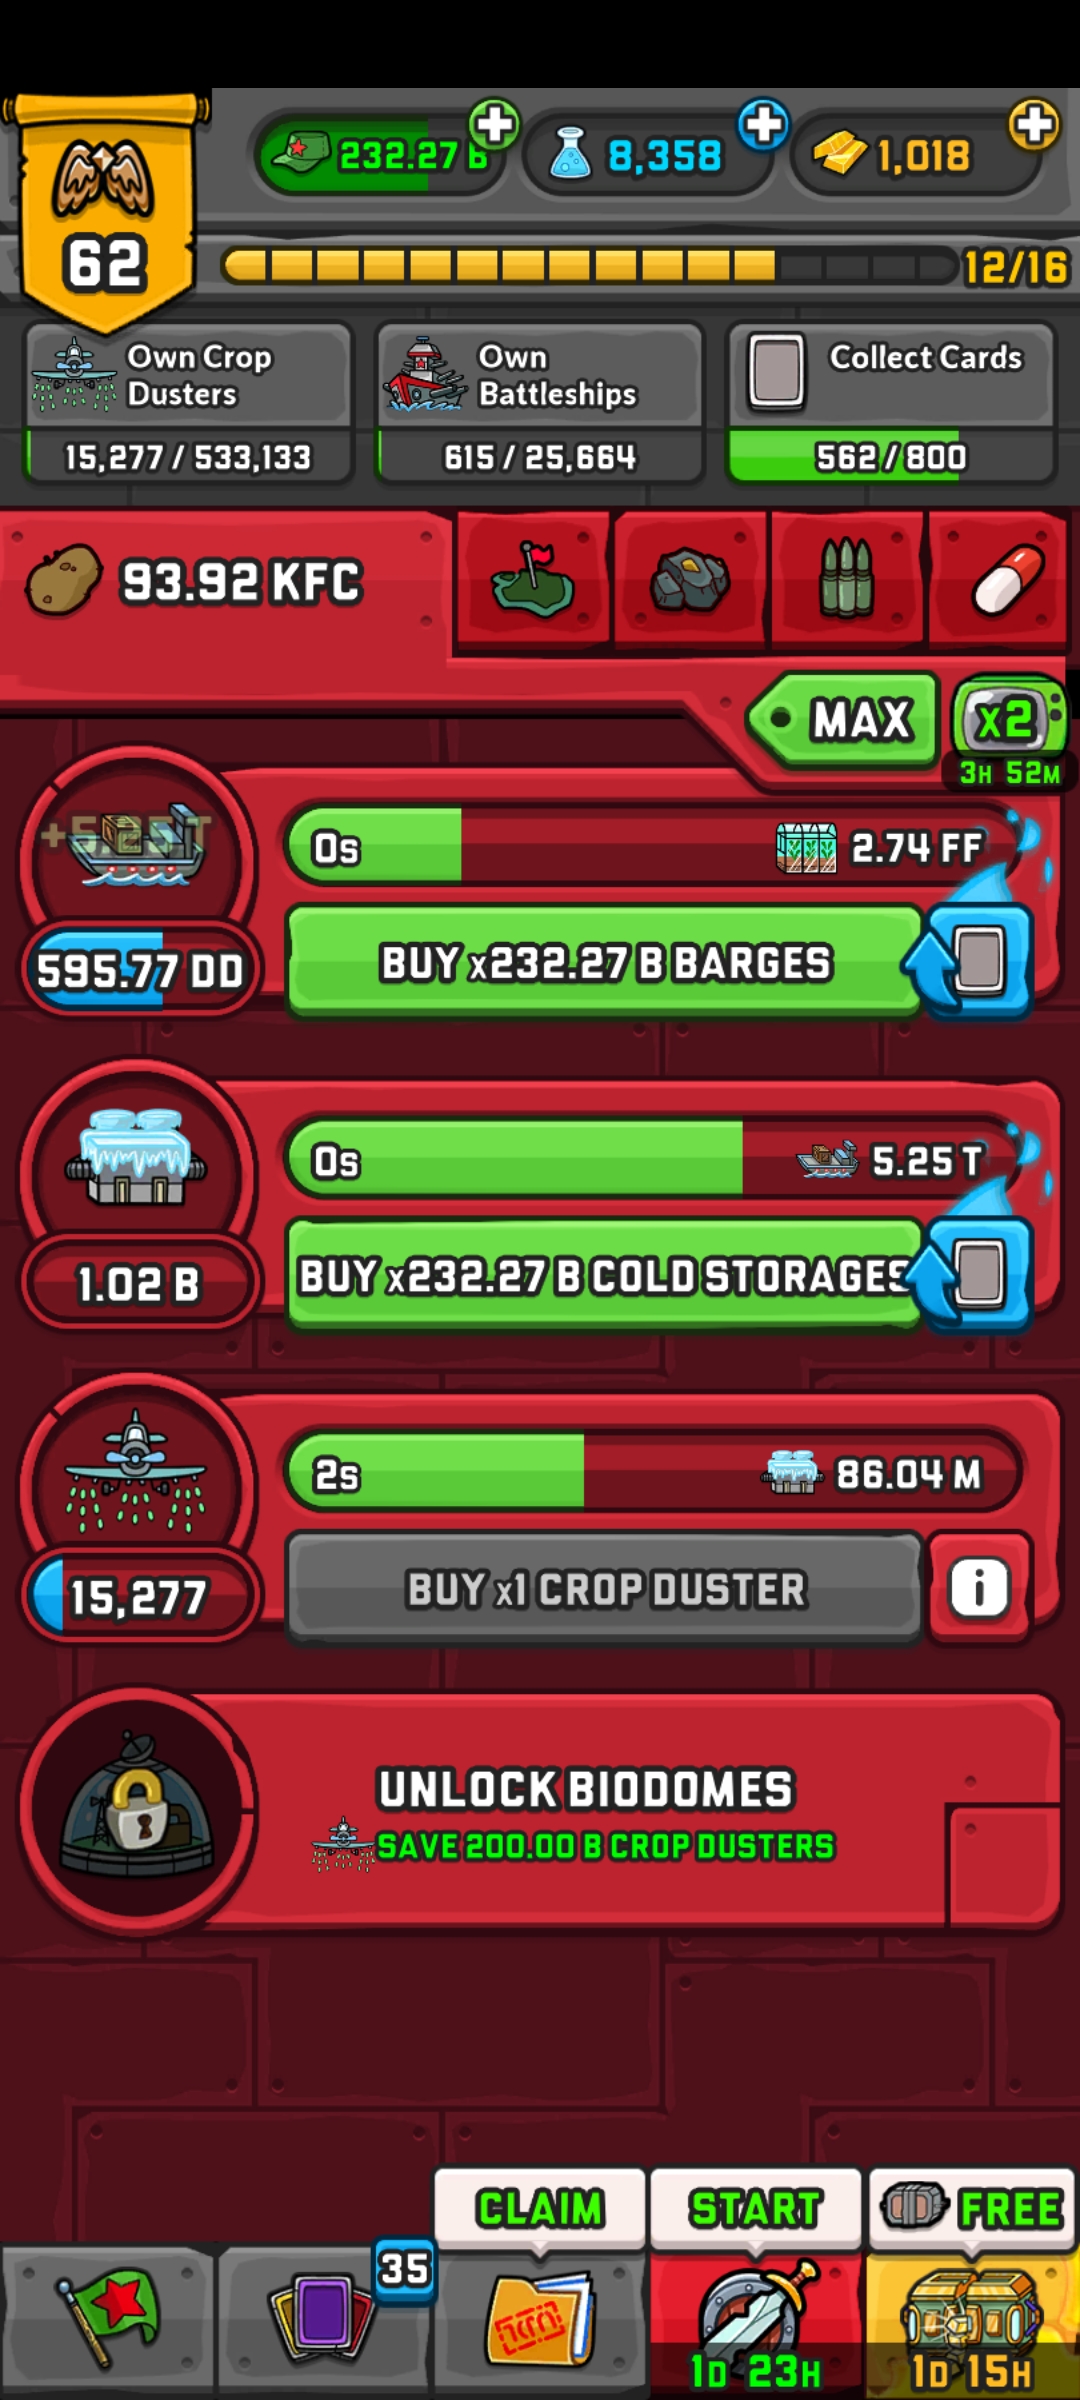 232.27 B
8,358
1,018
62
12/16
Own Crop
Dusters
Own
Battleships
Collect Cards
15,277 / 533,133
615 / 25,664
562 / 800
93.92 KFC
MAX
x2
3H 52M
+5.25T
0s
2.74 FF
595.77 DD
BUY x232.27 B BARGES
0s
5.25 T
1.02 B
BUY x232.27 B COLD STORAGES
2s
86.04 M
15,277
BUY x1 CROP DUSTER
i
UNLOCK BIODOMES
SAVE 200.00 B CROP DUSTERS
CLAIM
START
FREE
35
1D 23H
1D 15H